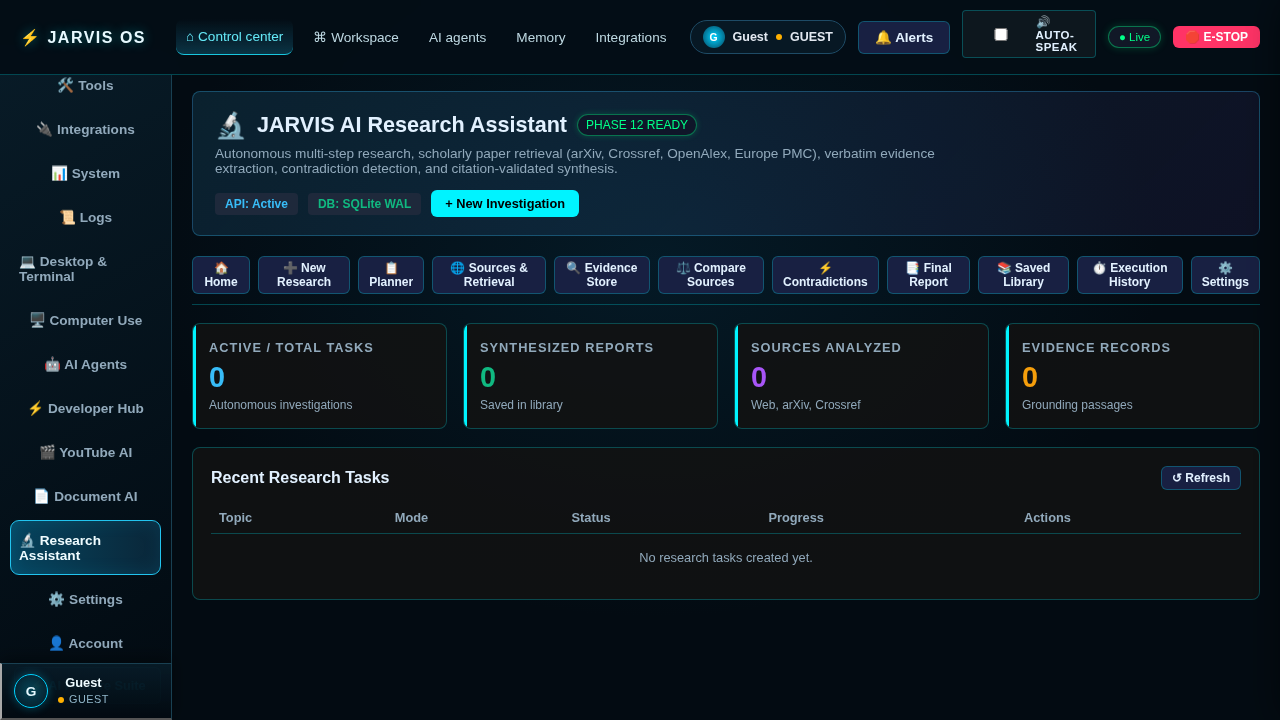 ⚡ JARVIS OS
⌂ Control center
⌘ Workspace
AI agents
Memory
Integrations
G Guest ● GUEST
🔔 Alerts
🔊
AUTO-
SPEAK
● Live
🛑 E-STOP
🛠️ Tools
🔌 Integrations
📊 System
📜 Logs
💻 Desktop &
Terminal
🖥️ Computer Use
🤖 AI Agents
⚡ Developer Hub
🎬 YouTube AI
📄 Document AI
🔬 Research
Assistant
⚙️ Settings
👤 Account
G
Guest
● GUEST
🔬 JARVIS AI Research Assistant PHASE 12 READY
Autonomous multi-step research, scholarly paper retrieval (arXiv, Crossref, OpenAlex, Europe PMC), verbatim evidence
extraction, contradiction detection, and citation-validated synthesis.
API: Active DB: SQLite WAL + New Investigation
🏠
Home
➕ New
Research
📋
Planner
🌐 Sources &
Retrieval
🔍 Evidence
Store
⚖️ Compare
Sources
⚡
Contradictions
📑 Final
Report
📚 Saved
Library
⏱️ Execution
History
⚙️
Settings
ACTIVE / TOTAL TASKS
0
Autonomous investigations
SYNTHESIZED REPORTS
0
Saved in library
SOURCES ANALYZED
0
Web, arXiv, Crossref
EVIDENCE RECORDS
0
Grounding passages
Recent Research Tasks
↺ Refresh
Topic Mode Status Progress Actions
No research tasks created yet.